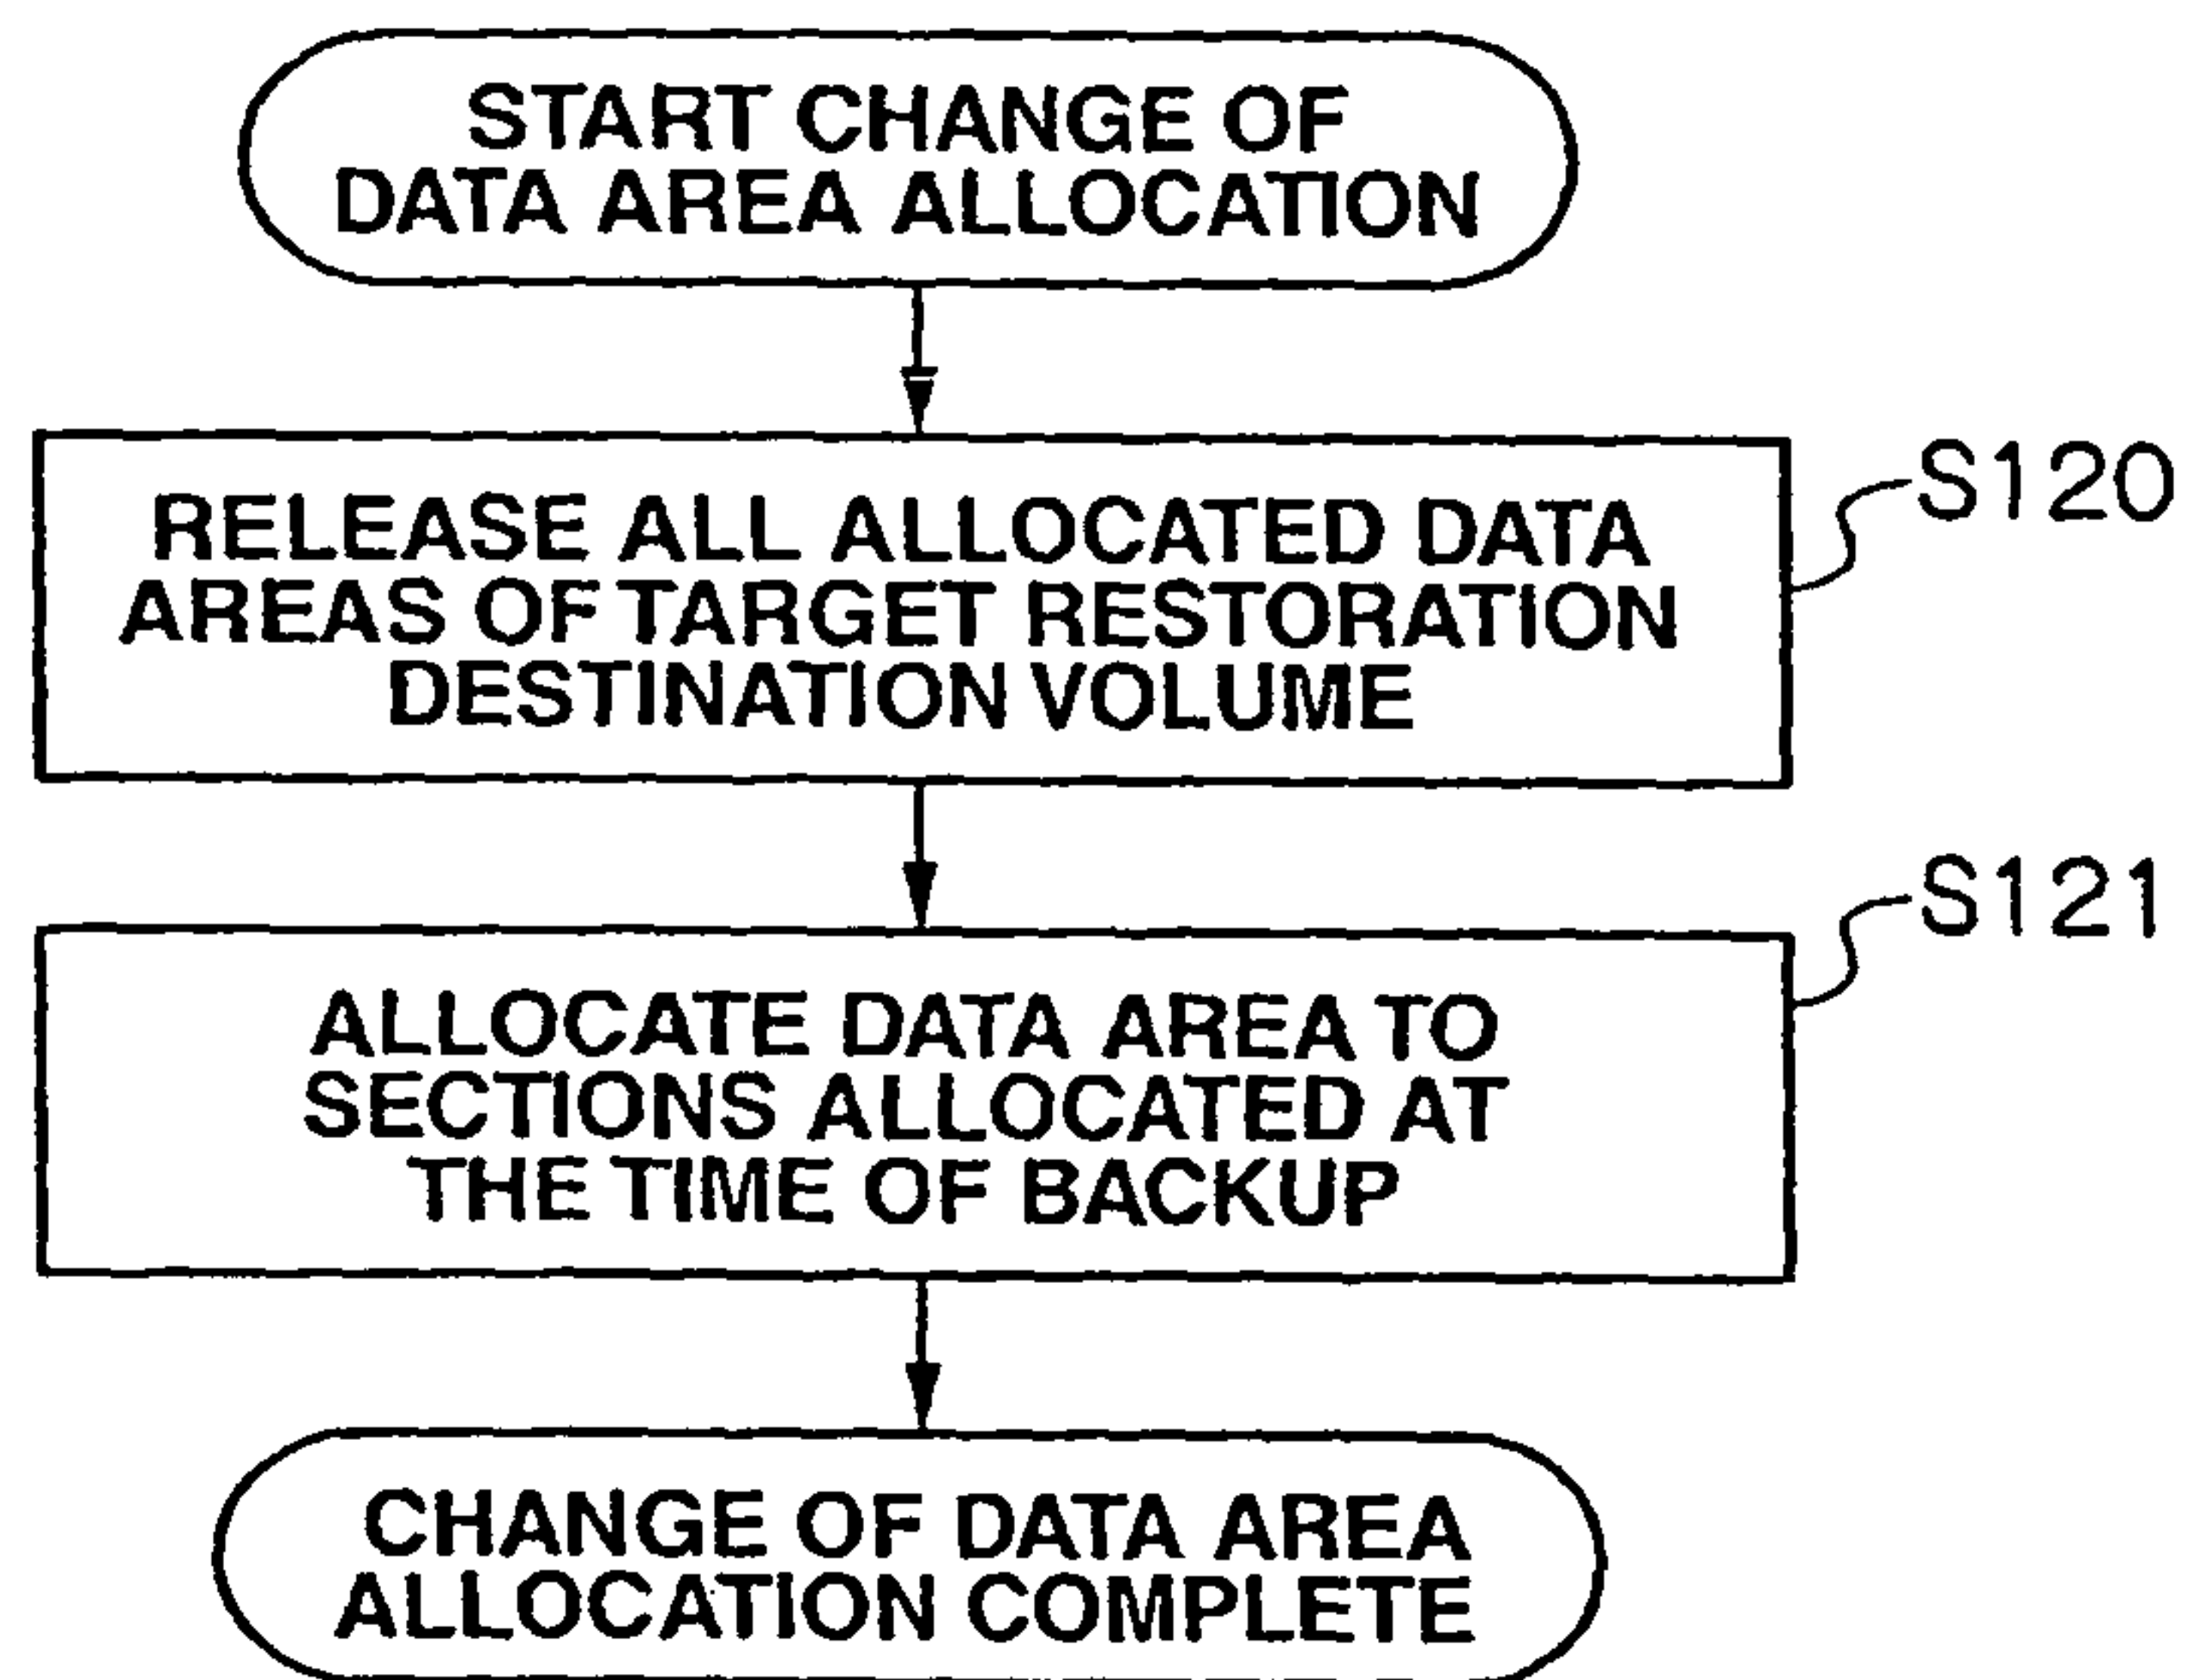 START CHANGE OF
DATA AREA ALLOCATION
RELEASE ALL ALLOCATED DATA
AREAS OF TARGET RESTORATION
DESTINATION VOLUME
S120
ALLOCATE DATA AREA TO
SECTIONS ALLOCATED AT
THE TIME OF BACKUP
S121
CHANGE OF DATA AREA
ALLOCATION COMPLETE